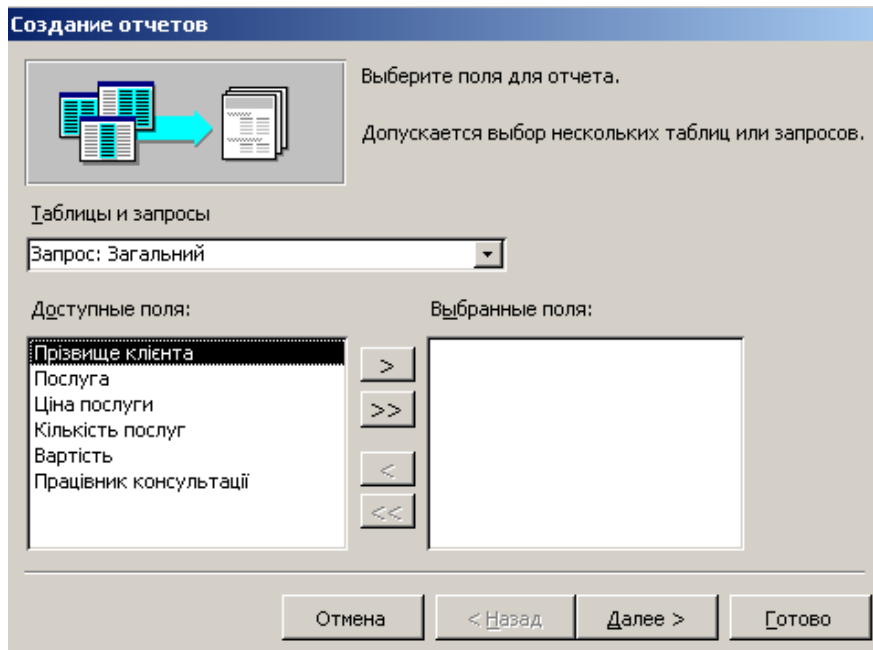 Создание отчетов
Выберите поля для отчета.
Допускается выбор нескольких таблиц или запросов.
Таблицы и запросы
Запрос: Загальний
Доступные поля:
Выбранные поля:
Прізвище клієнта
Послуга
Ціна послуги
Кількість послуг
Вартість
Працівник консультації
>
>>
<
<<
Отмена
< Назад
Далее >
Готово